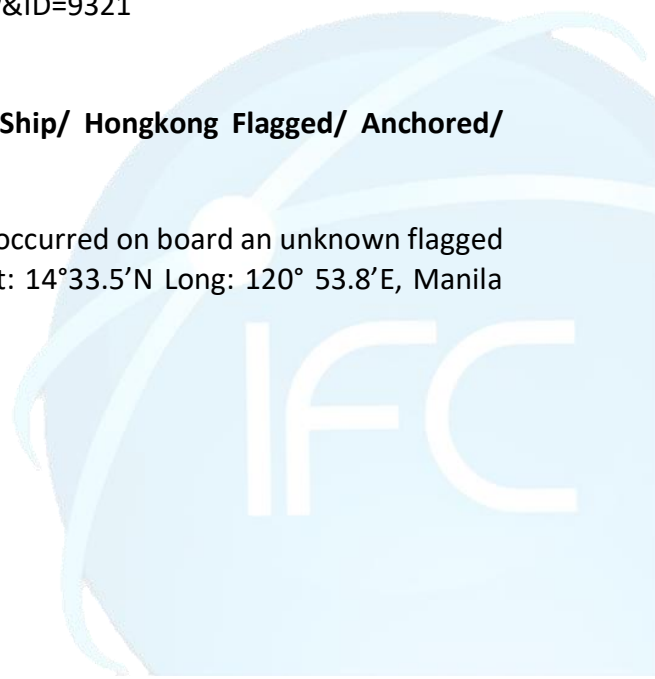 &ID=9321
Ship/ Hongkong Flagged/ Anchored/
occurred on board an unknown flagged
t: 14°33.5’N Long: 120° 53.8’E, Manila
IFC